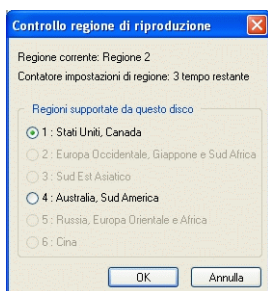 Controllo regione di riproduzione
Regione corrente: Regione 2
Contatore impostazioni di regione: 3 tempo restante
Regioni supportate da questo disco
1 : Stati Uniti, Canada
2 : Europa Occidentale, Giappone e Sud Africa
3 : Sud Est Asiatico
4 : Australia, Sud America
5 : Russia, Europa Orientale e Africa
6 : Cina
OK Annulla